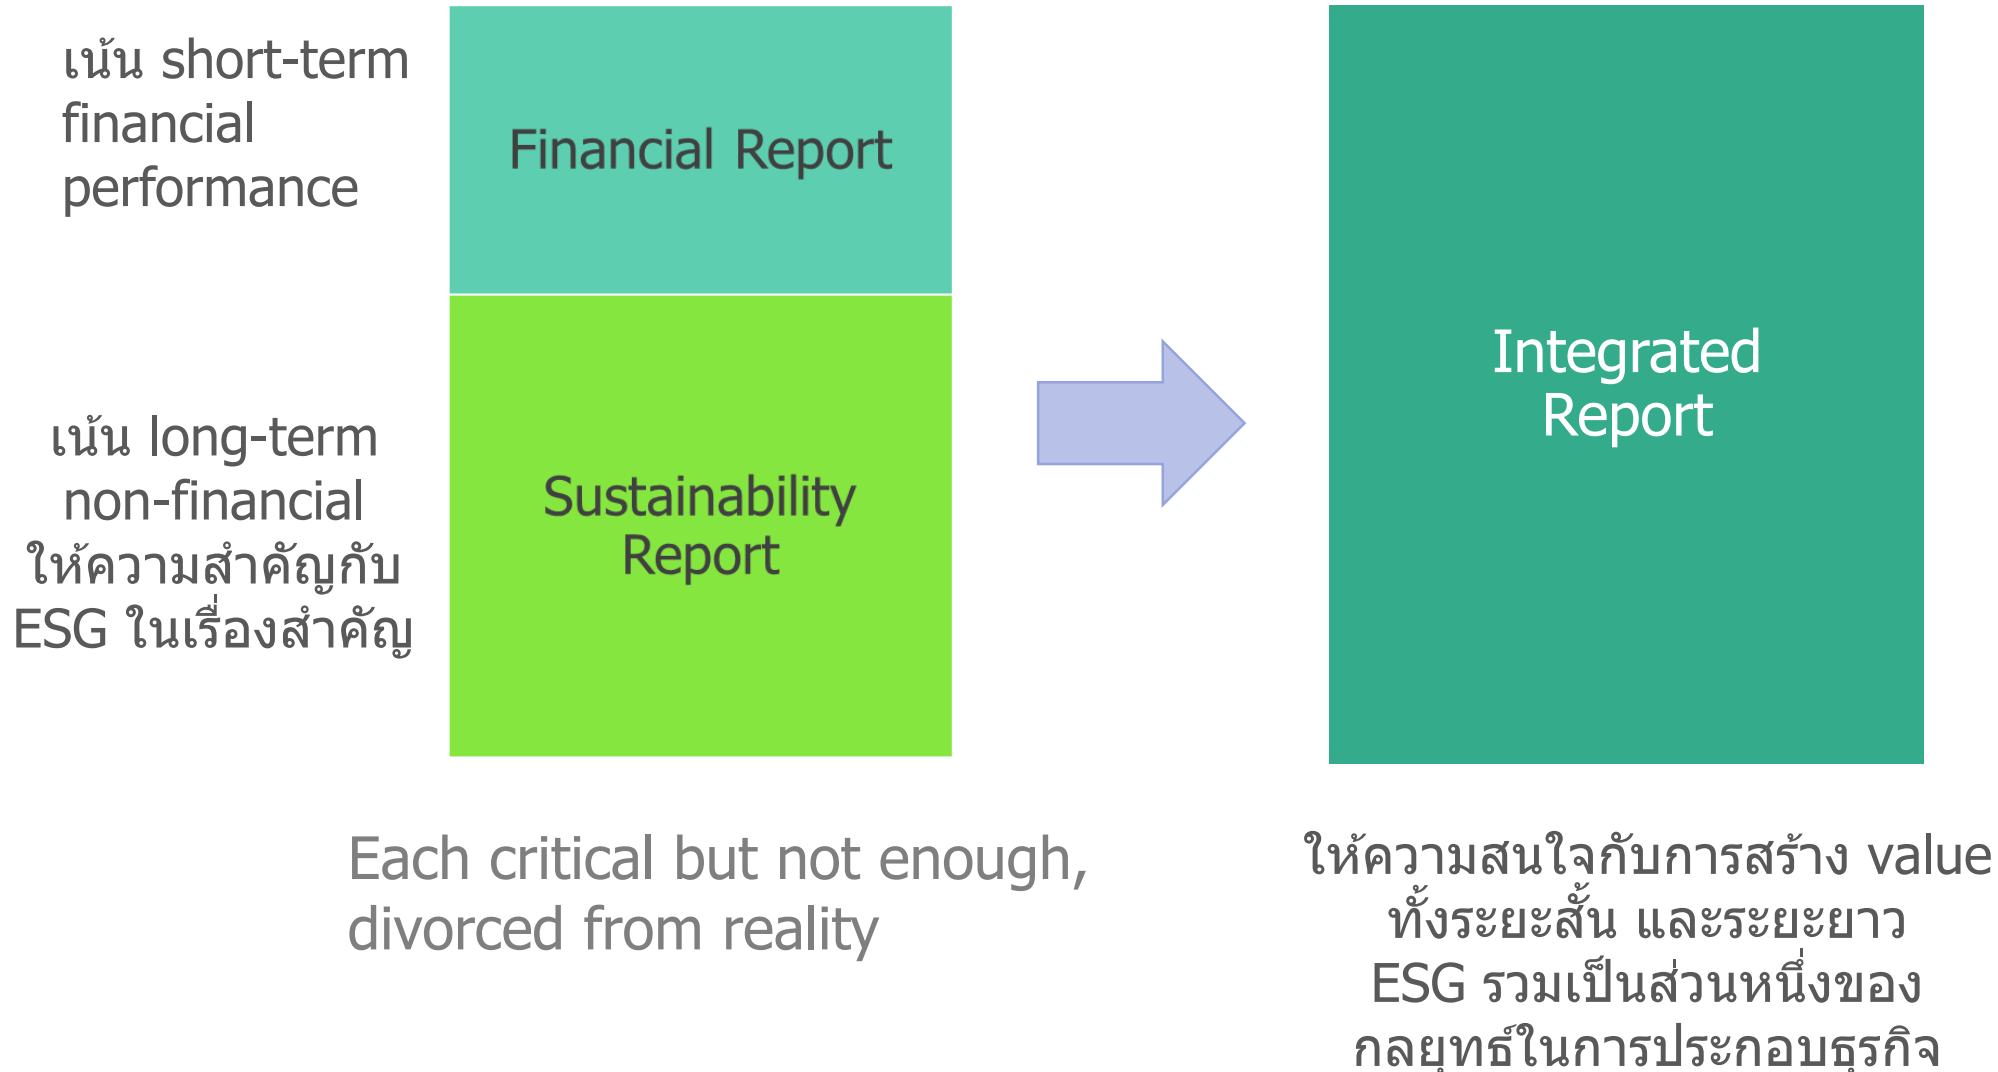 เน้น short-term
financial
performance
Financial Report
เน้น long-term
non-financial
ให้ความสำคัญกับ
ESG ในเรื่องสำคัญ
Sustainability
Report
Integrated
Report
Each critical but not enough,
divorced from reality
ให้ความสนใจกับการสร้าง value
ทั้งระยะสั้น และระยะยาว
ESG รวมเป็นส่วนหนึ่งของ
กลยุทธ์ในการประกอบธุรกิจ